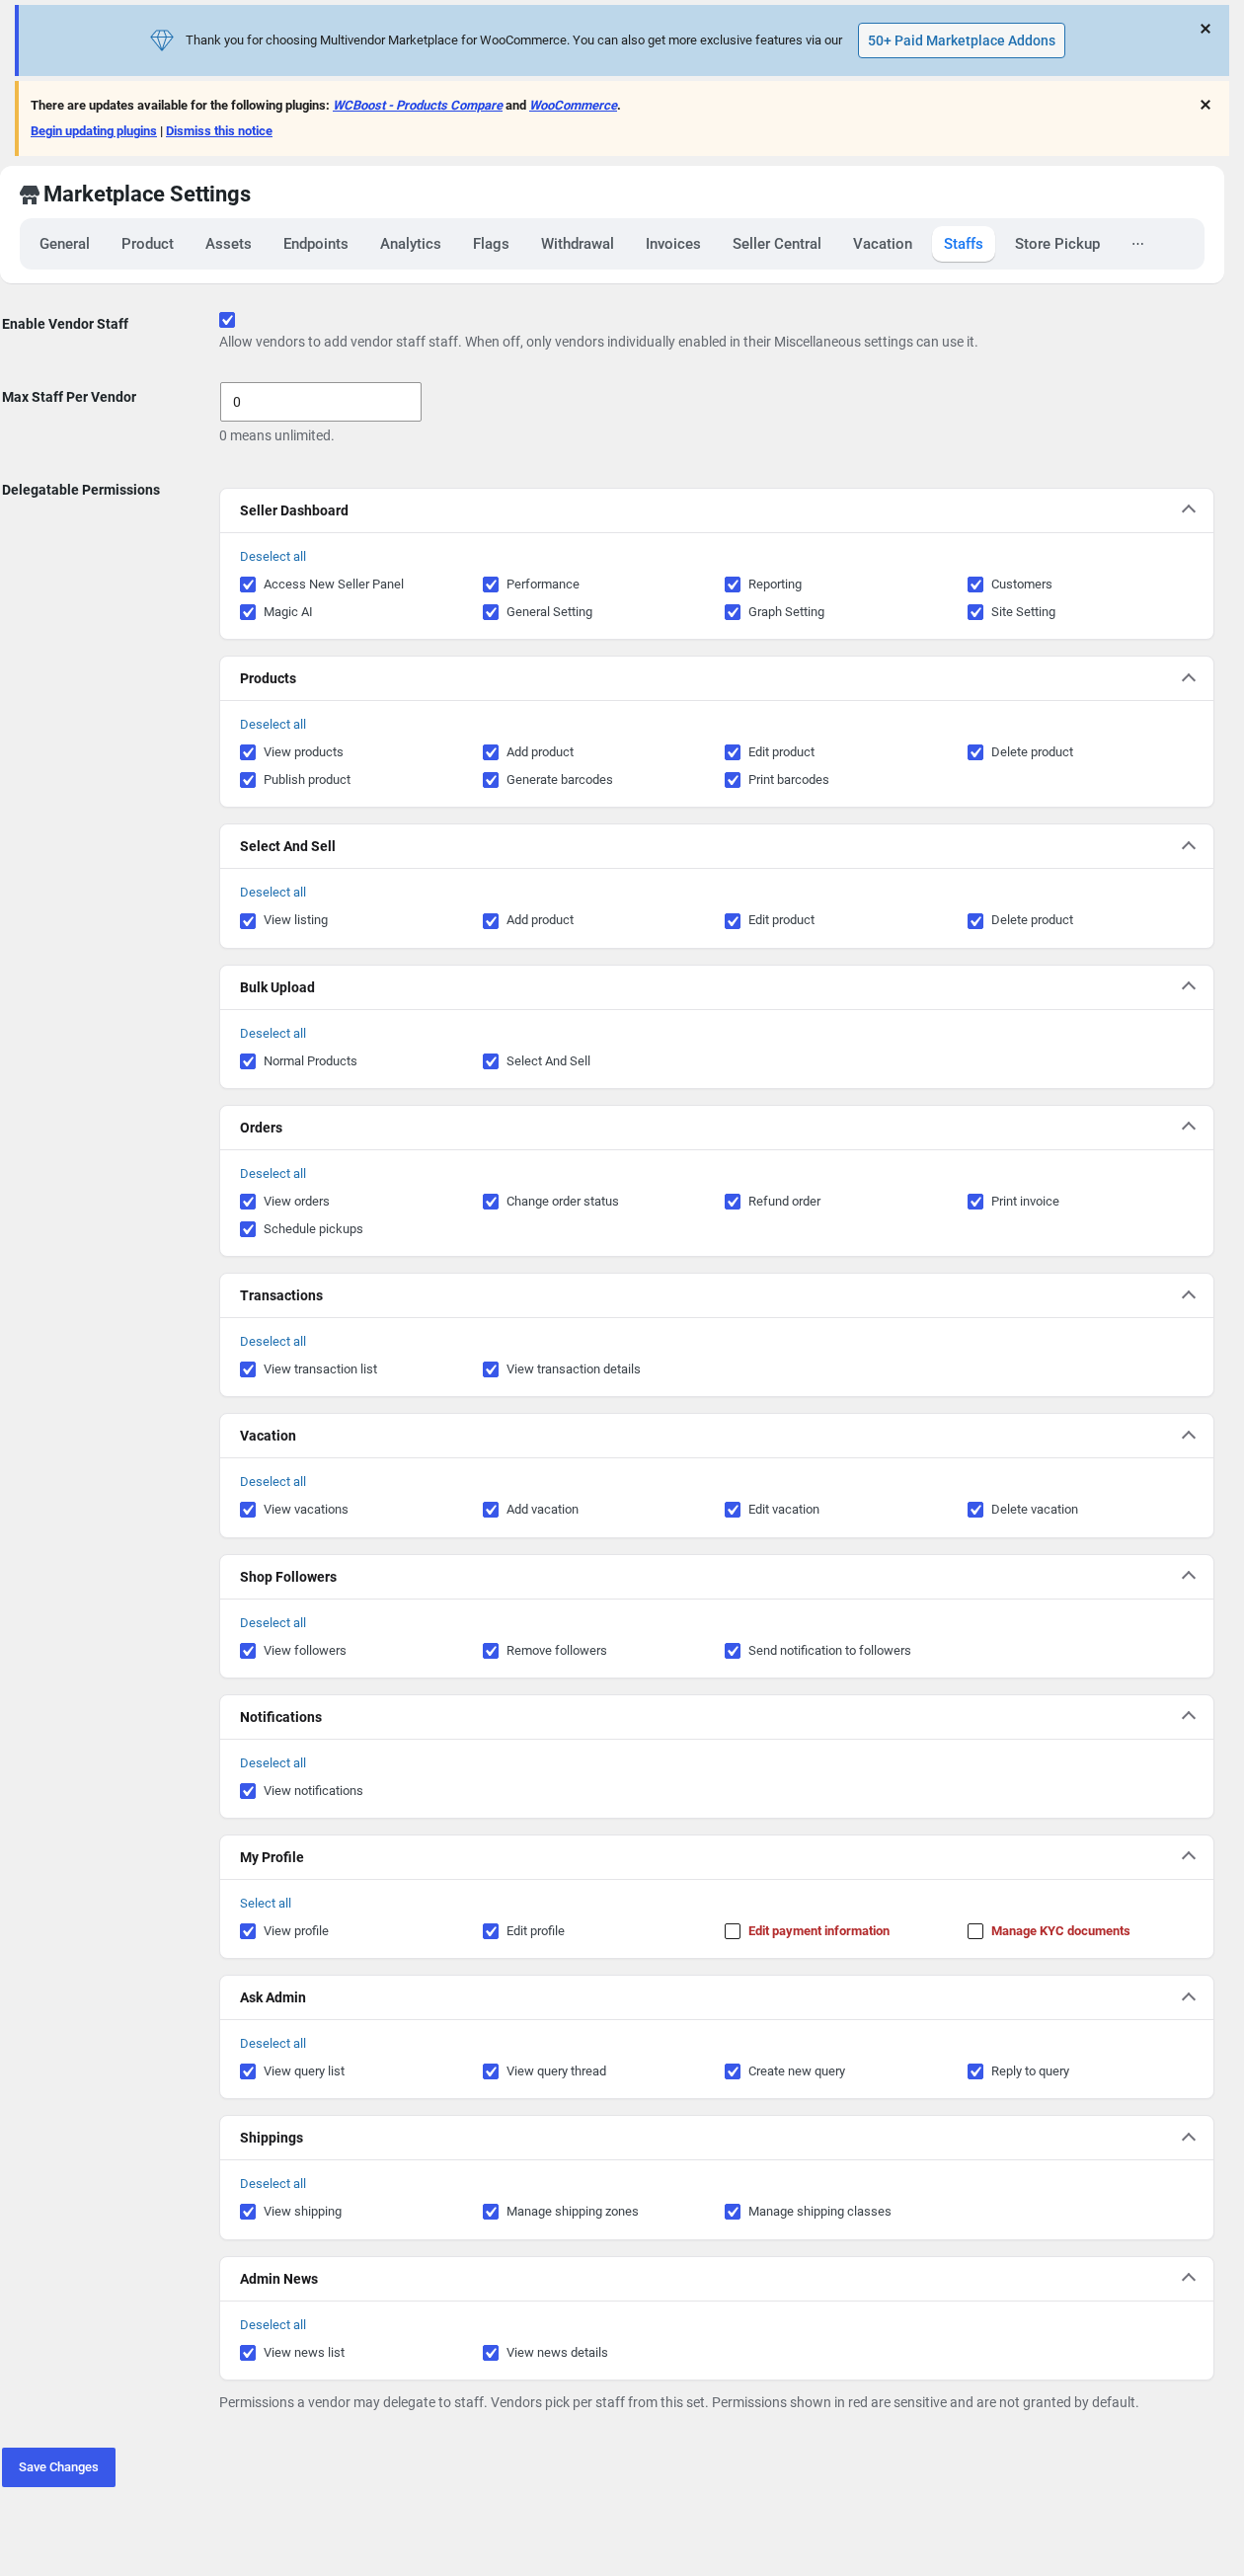 Thank you for choosing Multivendor Marketplace for WooCommerce. You can also get more exclusive features via our 50+ Paid Marketplace Addons
There are updates available for the following plugins: WCBoost - Products Compare and WooCommerce.
Begin updating plugins | Dismiss this notice
Marketplace Settings
General Product Assets Endpoints Analytics Flags Withdrawal Invoices Seller Central Vacation Staffs Store Pickup ...
Enable Vendor Staff
Allow vendors to add vendor staff staff. When off, only vendors individually enabled in their Miscellaneous settings can use it.
Max Staff Per Vendor
0
0 means unlimited.
Delegatable Permissions
Seller Dashboard
Deselect all
Access New Seller Panel Performance Reporting Customers
Magic AI General Setting Graph Setting Site Setting
Products
Deselect all
View products Add product Edit product Delete product
Publish product Generate barcodes Print barcodes
Select And Sell
Deselect all
View listing Add product Edit product Delete product
Bulk Upload
Deselect all
Normal Products Select And Sell
Orders
Deselect all
View orders Change order status Refund order Print invoice
Schedule pickups
Transactions
Deselect all
View transaction list View transaction details
Vacation
Deselect all
View vacations Add vacation Edit vacation Delete vacation
Shop Followers
Deselect all
View followers Remove followers Send notification to followers
Notifications
Deselect all
View notifications
My Profile
Select all
View profile Edit profile Edit payment information Manage KYC documents
Ask Admin
Deselect all
View query list View query thread Create new query Reply to query
Shippings
Deselect all
View shipping Manage shipping zones Manage shipping classes
Admin News
Deselect all
View news list View news details
Permissions a vendor may delegate to staff. Vendors pick per staff from this set. Permissions shown in red are sensitive and are not granted by default.
Save Changes